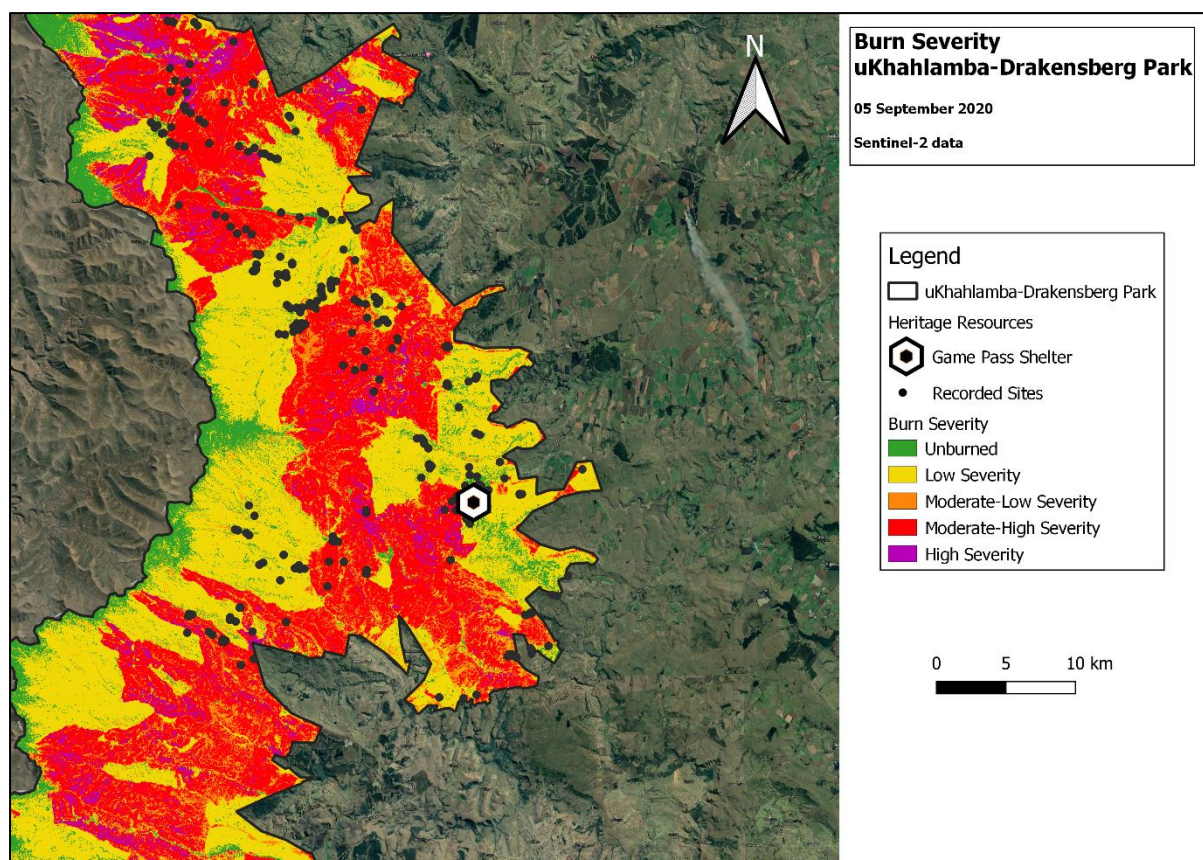 Burn Severity
uKhahlamba-Drakensberg Park
05 September 2020
Sentinel-2 data
N
Legend
uKhahlamba-Drakensberg Park
Heritage Resources
Game Pass Shelter
Recorded Sites
Burn Severity
Unburned
Low Severity
Moderate-Low Severity
Moderate-High Severity
High Severity
0 5 10 km